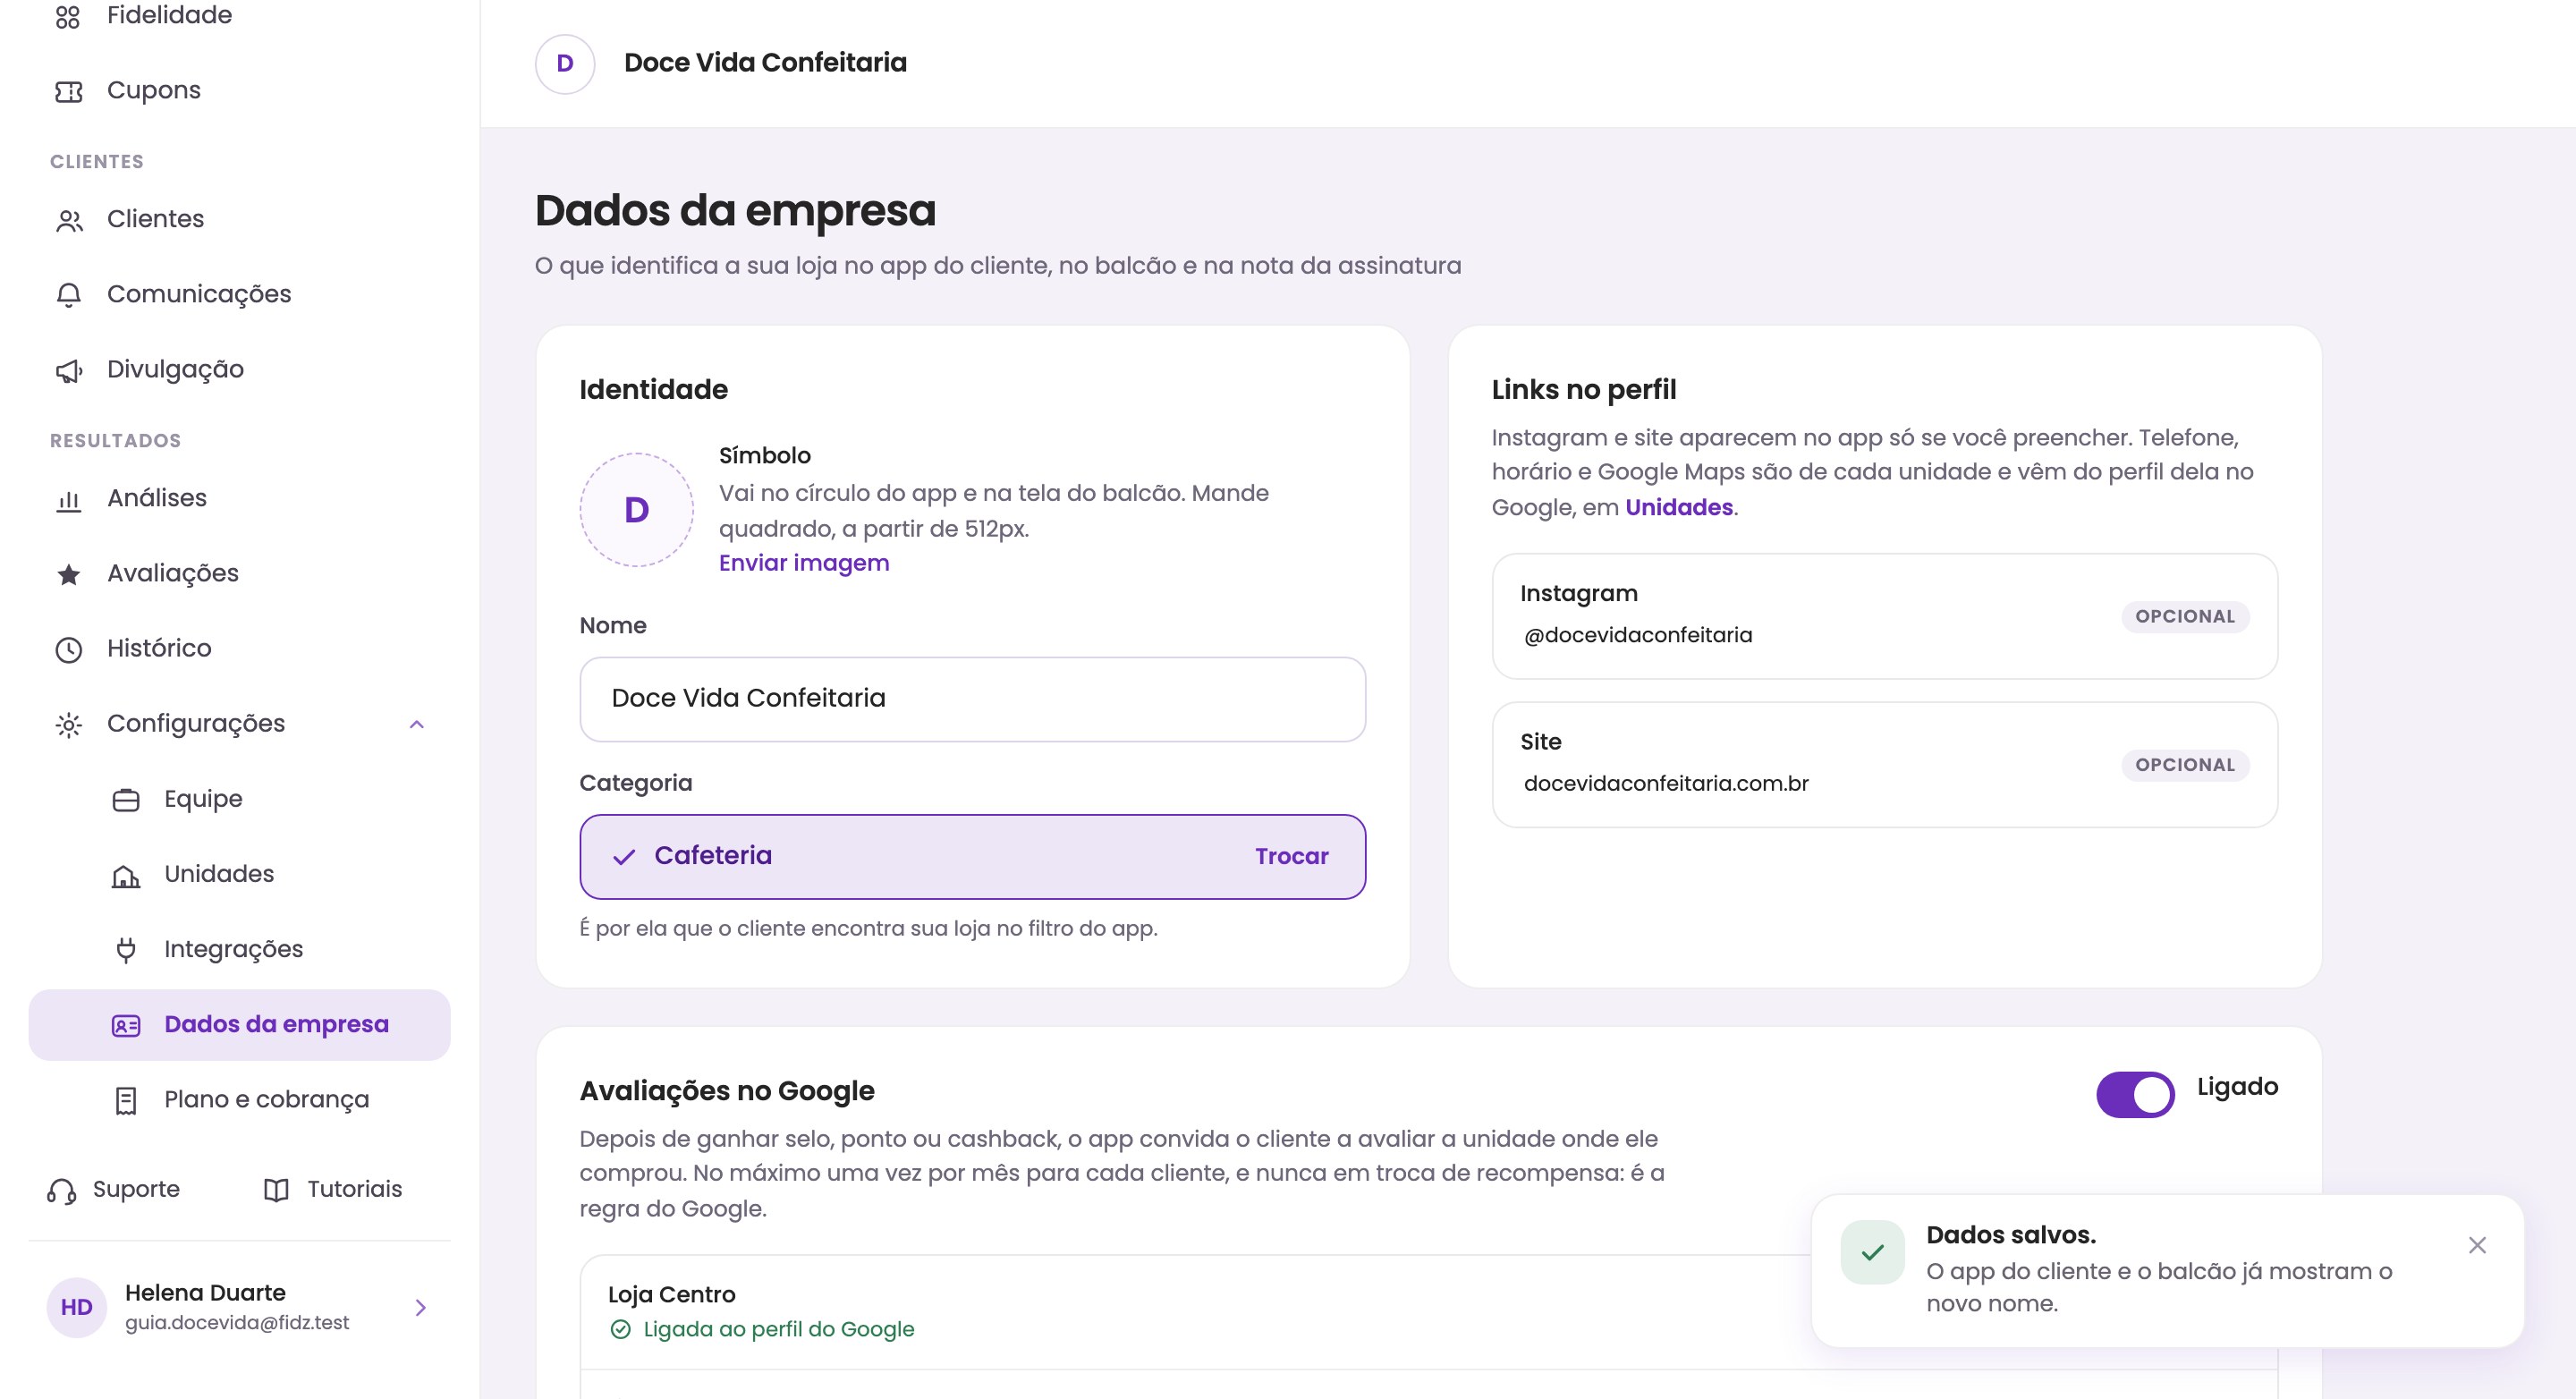 Fidelidade
Cupons
CLIENTES
Clientes
Comunicações
Divulgação
RESULTADOS
Análises
Avaliações
Histórico
Configurações
Equipe
Unidades
Integrações
Dados da empresa
Plano e cobrança
Suporte
Tutoriais
HD
Helena Duarte
guia.docevida@fidz.test
D
Doce Vida Confeitaria
Dados da empresa
O que identifica a sua loja no app do cliente, no balcão e na nota da assinatura
Identidade
D
Símbolo
Vai no círculo do app e na tela do balcão. Mande
quadrado, a partir de 512px.
Enviar imagem
Nome
Doce Vida Confeitaria
Categoria
Cafeteria
Trocar
É por ela que o cliente encontra sua loja no filtro do app.
Links no perfil
Instagram e site aparecem no app só se você preencher. Telefone,
horário e Google Maps são de cada unidade e vêm do perfil dela no
Google, em Unidades.
Instagram
@docevidaconfeitaria
OPCIONAL
Site
docevidaconfeitaria.com.br
OPCIONAL
Avaliações no Google
Ligado
Depois de ganhar selo, ponto ou cashback, o app convida o cliente a avaliar a unidade onde ele
comprou. No máximo uma vez por mês para cada cliente, e nunca em troca de recompensa: é a
regra do Google.
Loja Centro
Ligada ao perfil do Google
Dados salvos.
O app do cliente e o balcão já mostram o
novo nome.